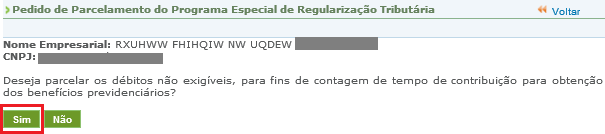 Pedido de Parcelamento do Programa Especial de Regularização Tributária
Voltar
Nome Empresarial: RXUHWW FHIHQIW NW UQDEW
CNPJ:
Deseja parcelar os débitos não exigíveis, para fins de contagem de tempo de contribuição para obtenção
dos benefícios previdenciários?
Sim Não